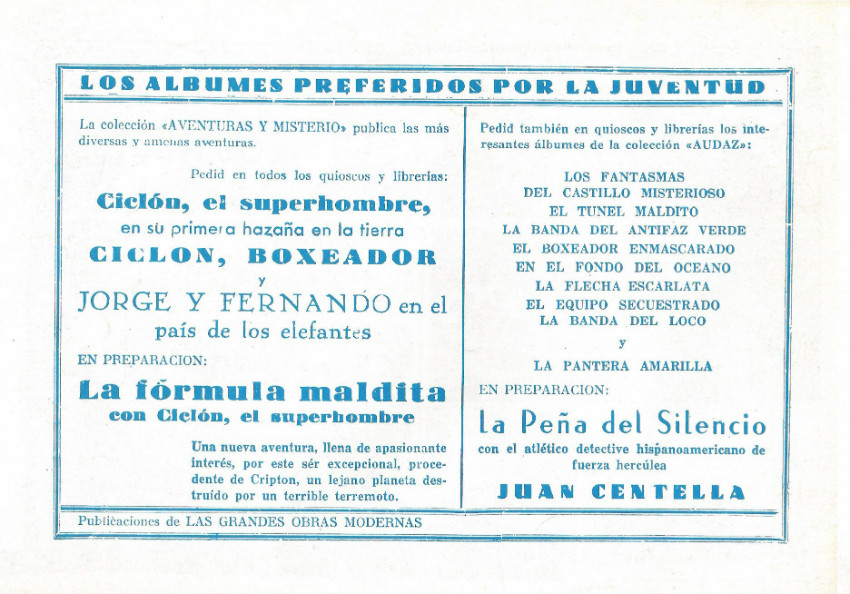 LOS ALBUMES PREFERIDOS POR LA JUVENTUD
La colección «AVENTURAS Y MISTERIO» publica las más
diversas y amenas aventuras.
Pedid en todos los quioscos y librerías:
Ciclón, el superhombre,
en su primera hazaña en la tierra
CICLON, BOXEADOR
y
JORGE Y FERNANDO en el
país de los elefantes
EN PREPARACION:
La fórmula maldita
con Ciclón, el superhombre
Una nueva aventura, llena de apasionante
interés, por este sér excepcional, proce-
dente de Cripton, un lejano planeta des-
truído por un terrible terremoto.
Pedid también en quioscos y librerías los inte-
resantes álbumes de la colección «AUDAZ»:
LOS FANTASMAS
DEL CASTILLO MISTERIOSO
EL TUNEL MALDITO
LA BANDA DEL ANTIFAZ VERDE
EL BOXEADOR ENMASCARADO
EN EL FONDO DEL OCEANO
LA FLECHA ESCARLATA
EL EQUIPO SECUESTRADO
LA BANDA DEL LOCO
y
LA PANTERA AMARILLA
EN PREPARACION:
La Peña del Silencio
con el atlético detective hispanoamericano de
fuerza hercúlea
JUAN CENTELLA
Publicaciones de LAS GRANDES OBRAS MODERNAS